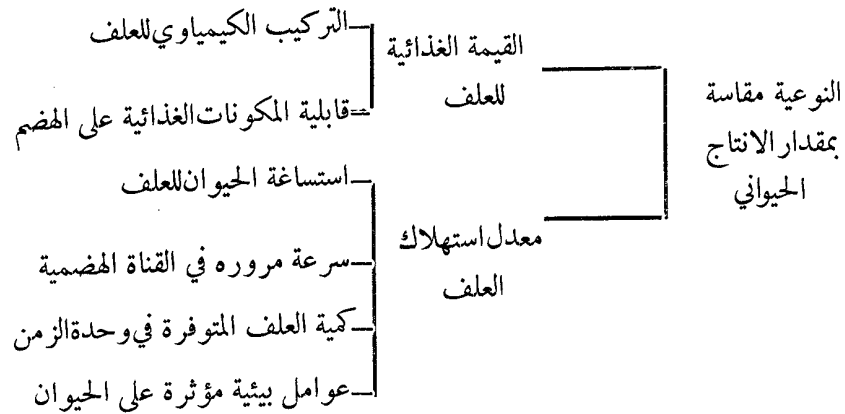 النوعية مقاسة
بمقدار الانتاج
الحيواني
القيمة الغذائية
للعلف
التركيب الكيمياوي للعلف
قابلية المكونات الغذائية على الهضم
معدل استهلاك
العلف
استساغة الحيوان للعلف
سرعة مروره في القناة الهضمية
كمية العلف المتوفرة في وحدة الزمن
عوامل بيئية مؤثرة على الحيوان